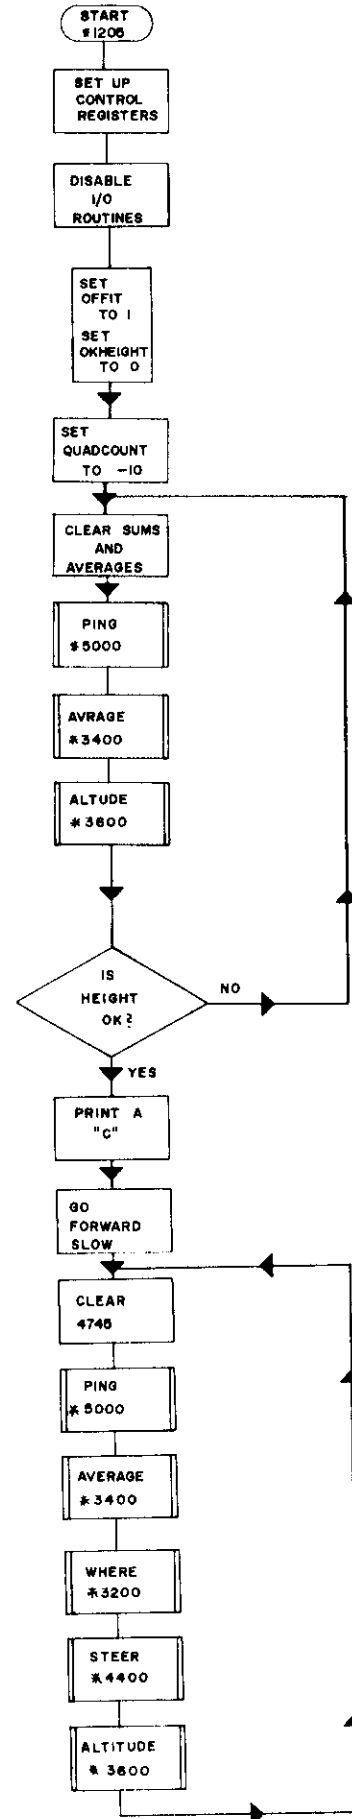 START
*1205
SET UP
CONTROL
REGISTERS
DISABLE
I/O
ROUTINES
SET
OFFIT
TO 1
SET
OKHEIGHT
TO 0
SET
QUADCOUNT
TO -10
CLEAR SUMS
AND
AVERAGES
PING
*5000
AVRAGE
*3400
ALTUDE
*3600
IS
HEIGHT
OK?
NO
YES
PRINT A
"C"
GO
FORWARD
SLOW
CLEAR
4745
PING
*5000
AVERAGE
*3400
WHERE
*3200
STEER
*4400
ALTITUDE
*3600